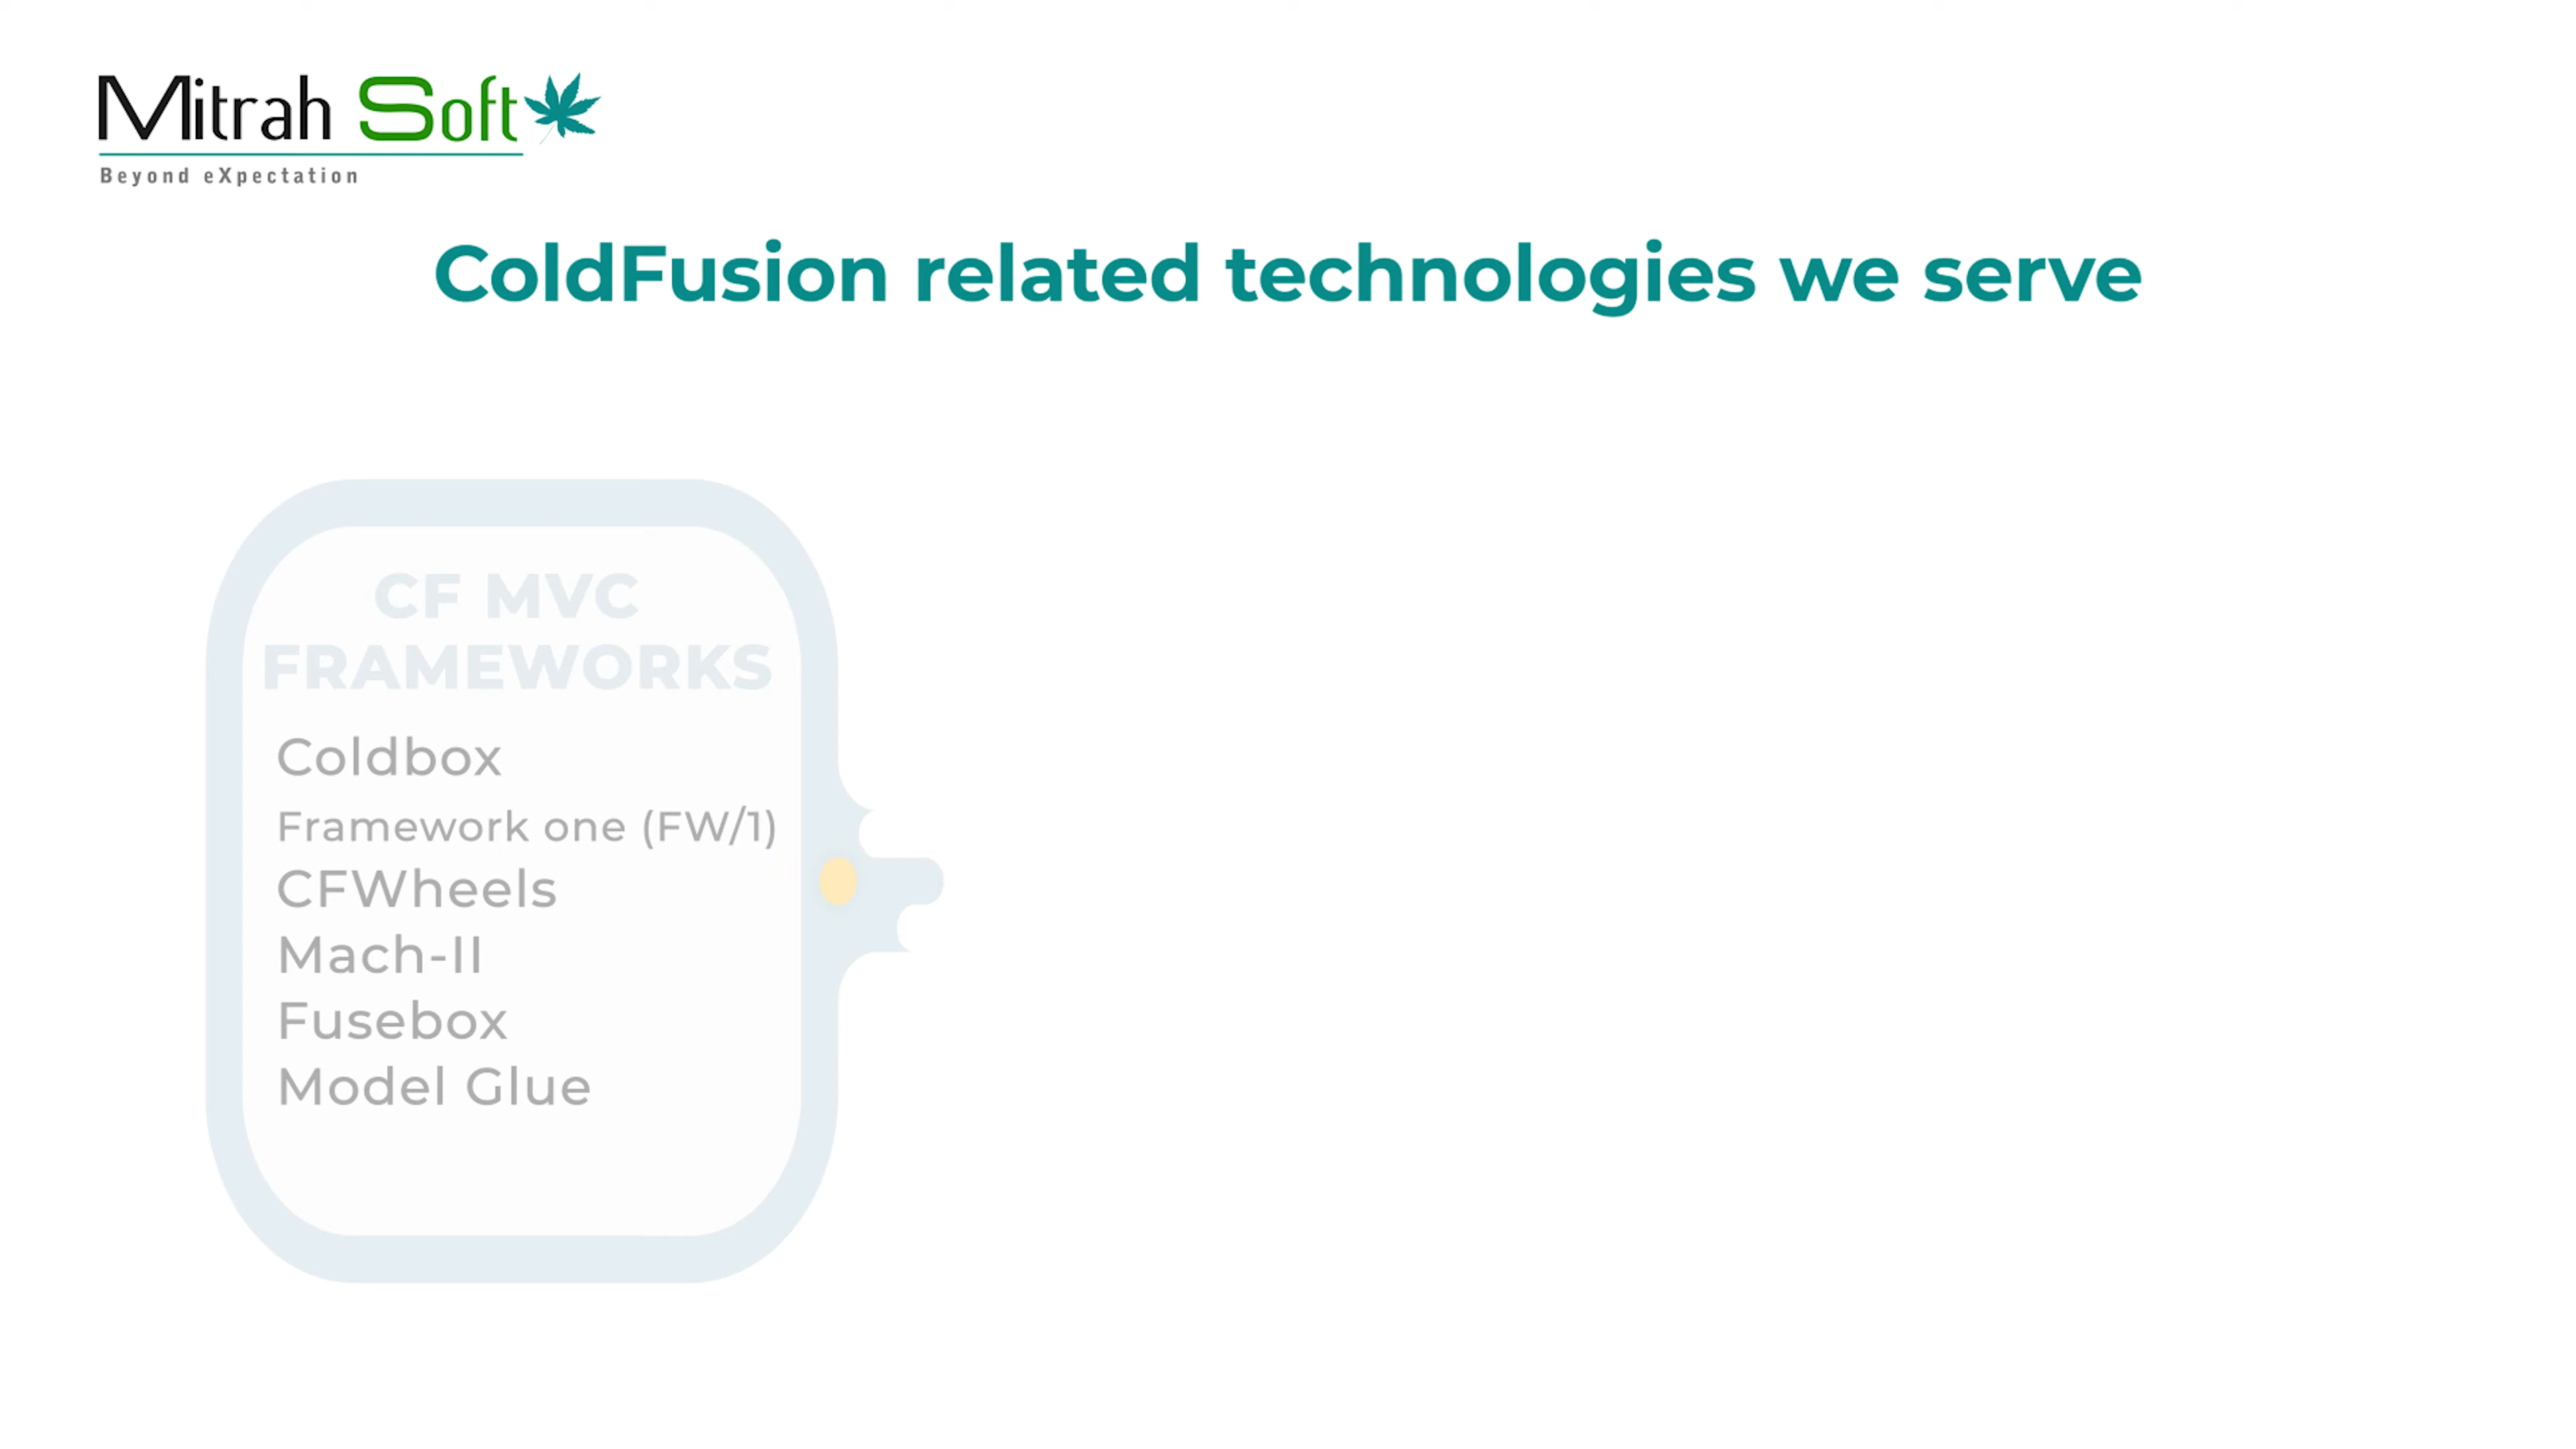 Mitrah Soft
Beyond eXpectation
ColdFusion related technologies we serve
CF MVC
FRAMEWORKS
Coldbox
Framework one (FW/1)
CFWheels
Mach-II
Fusebox
Model Glue